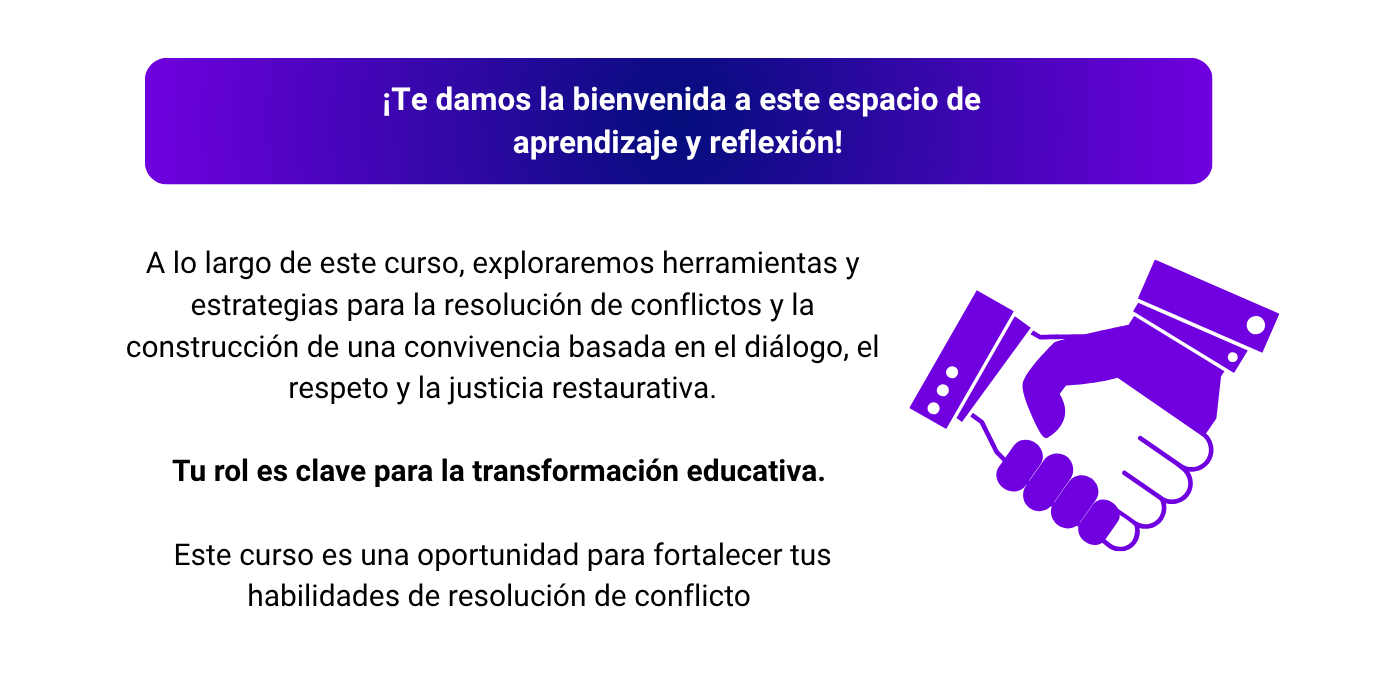 ¡Te damos la bienvenida a este espacio de
aprendizaje y reflexión!
A lo largo de este curso, exploraremos herramientas y
estrategias para la resolución de conflictos y la
construcción de una convivencia basada en el diálogo, el
respeto y la justicia restaurativa.
Tu rol es clave para la transformación educativa.
Este curso es una oportunidad para fortalecer tus
habilidades de resolución de conflicto